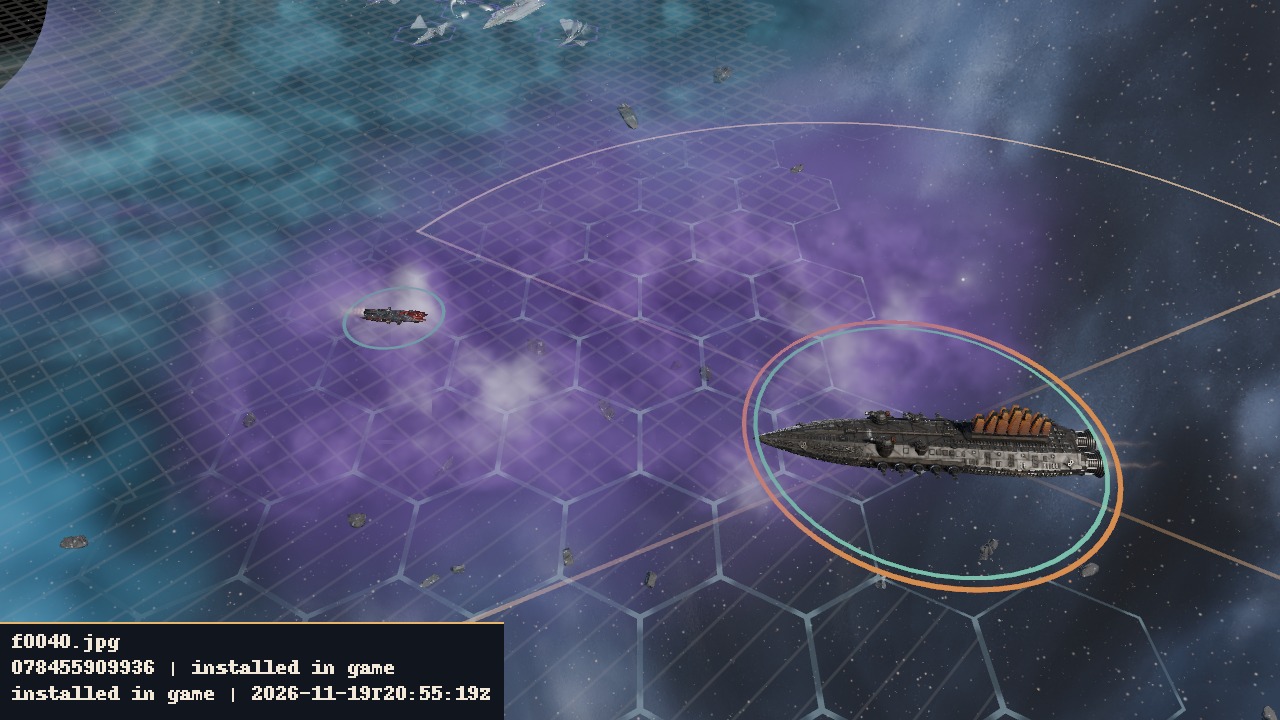 f0040.jpg
078455909936 | installed in game
installed in game | 2026-11-19T20:55:19Z